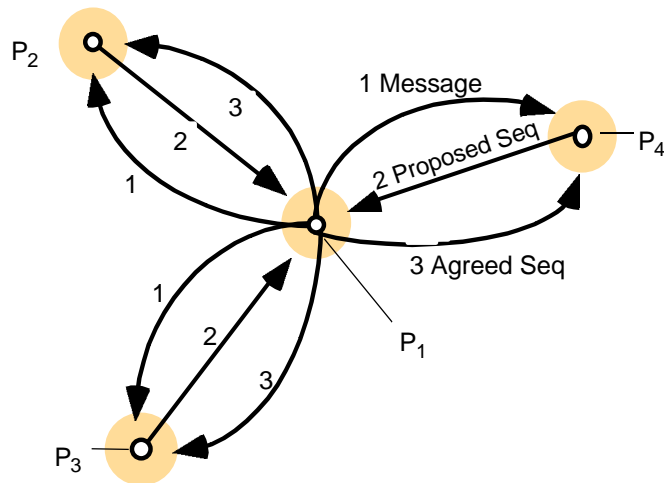 P2
3
1 Message
2
2 Proposed Seq
P4
1
3 Agreed Seq
1
2
P1
3
P3